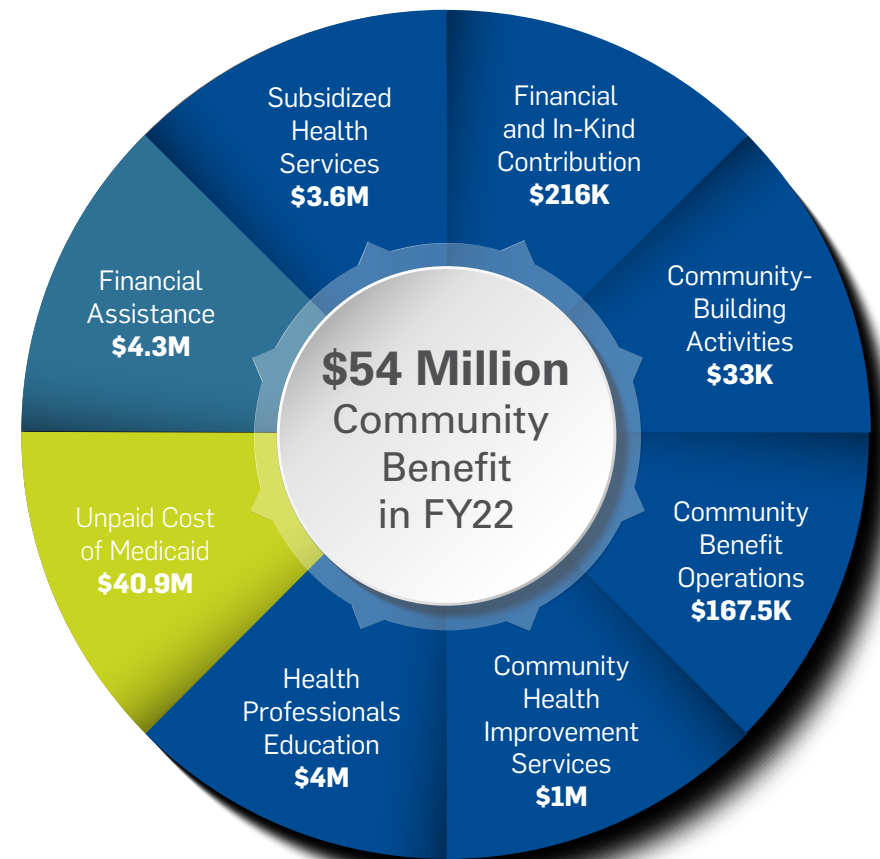 Subsidized
Health
Services
$3.6M
Financial
and In-Kind
Contribution
$216K
Community-
Building
Activities
$33K
Community
Benefit
Operations
$167.5K
Community
Health
Improvement
Services
$1M
Health
Professionals
Education
$4M
Unpaid Cost
of Medicaid
$40.9M
Financial
Assistance
$4.3M
$54 Million
Community
Benefit
in FY22